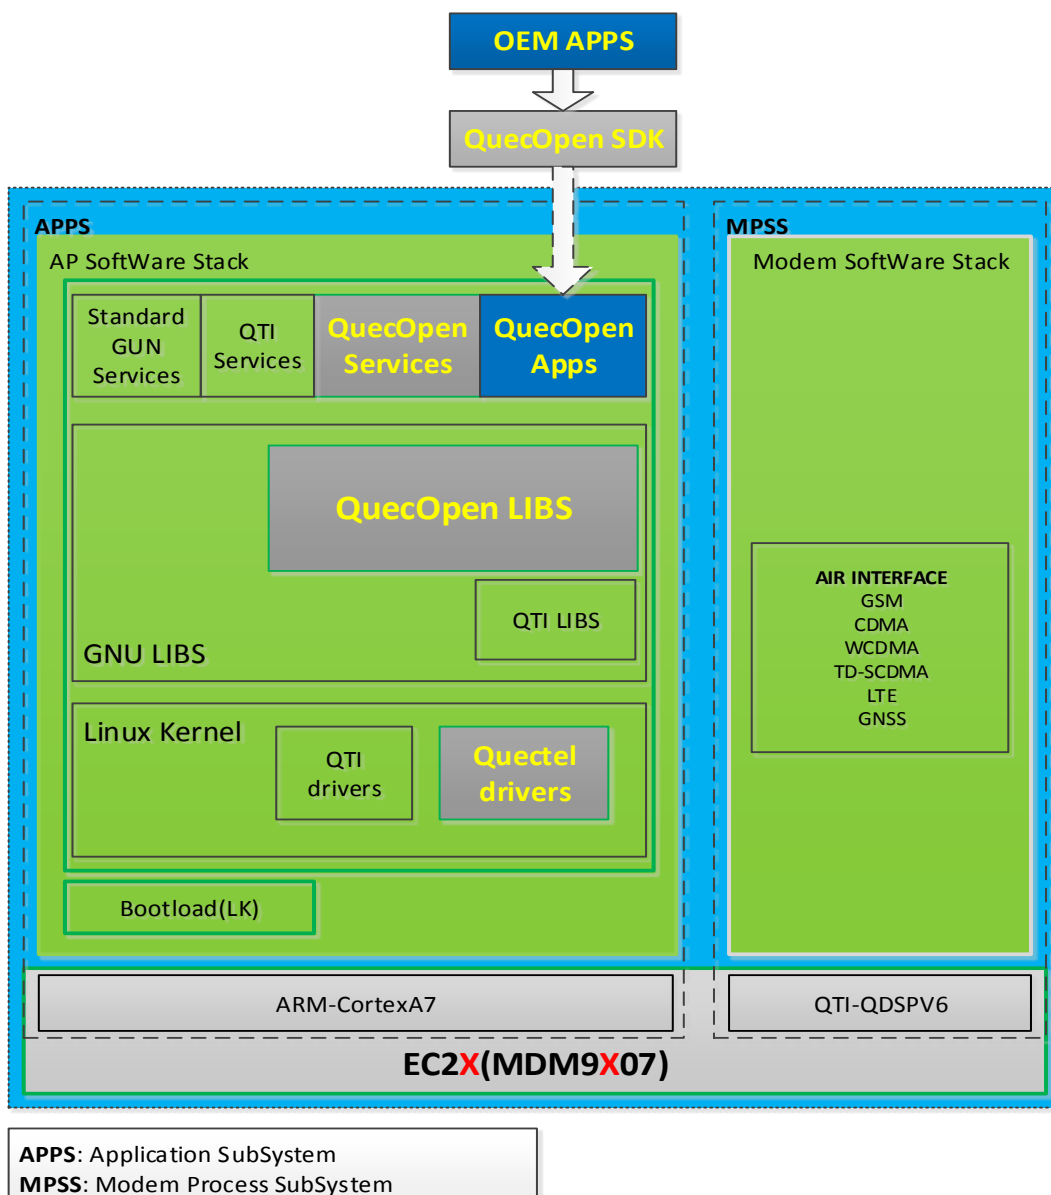 OEM APPS
QuecOpen SDK
APPS
AP SoftWare Stack
Standard
GUN
Services
QTI
Services
QuecOpen
Services
QuecOpen
Apps
QuecOpen LIBS
QTI LIBS
GNU LIBS
Linux Kernel
QTI
drivers
Quectel
drivers
Bootload(LK)
ARM-CortexA7
MPSS
Modem SoftWare Stack
AIR INTERFACE
GSM
CDMA
WCDMA
TD-SCDMA
LTE
GNSS
QTI-QDSPV6
EC2X(MDM9X07)
APPS: Application SubSystem
MPSS: Modem Process SubSystem